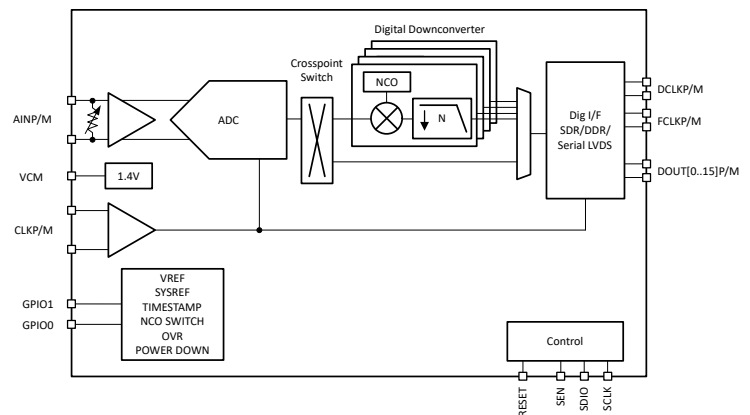 Digital Downconverter
Crosspoint
Switch
NCO
N
AINP/M
ADC
Dig I/F
SDR/DDR/
Serial LVDS
DCLKP/M
FCLKP/M
DOUT[0..15]P/M
VCM
1.4V
CLKP/M
GPIO1
GPIO0
VREF
SYSREF
TIMESTAMP
NCO SWITCH
OVR
POWER DOWN
Control
RESET
SEN
SDIO
SCLK